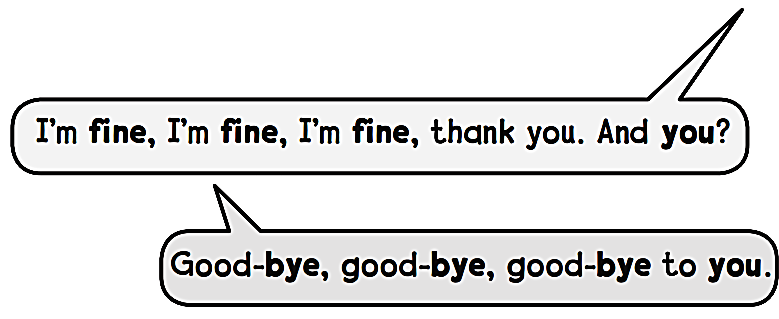 I'm fine, I'm fine, I'm fine, thank you. And you?
Good-bye, good-bye, good-bye to you.